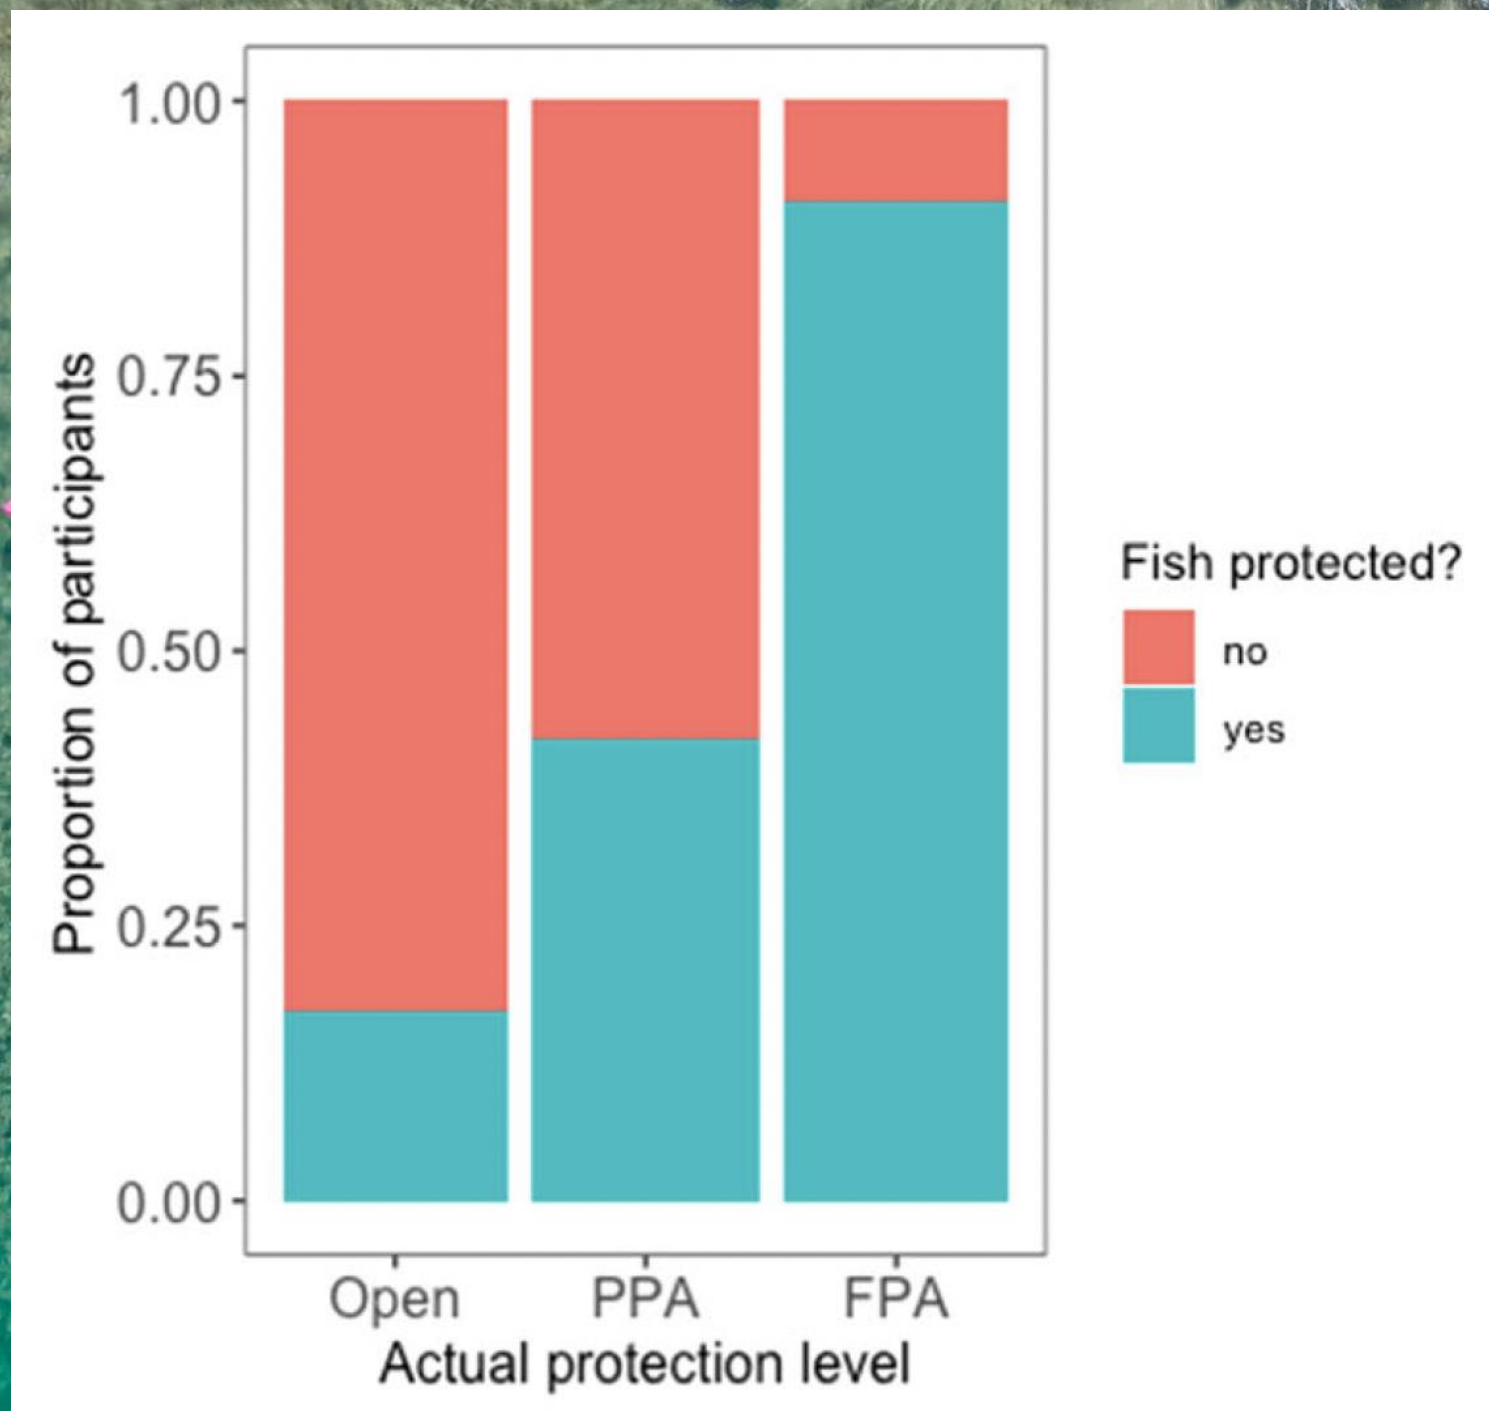 1.00
0.75
0.50
0.25
0.00
Proportion of participants
Open PPA FPA
Actual protection level
Fish protected?
no
yes